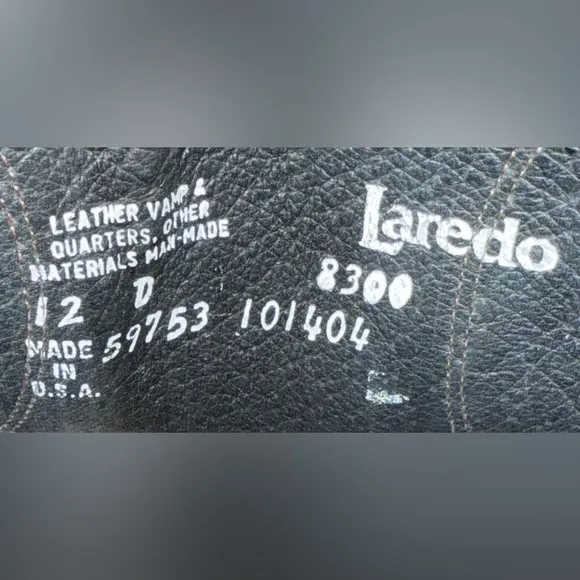 LEATHER VAMP &
QUARTERS, OTHER
MATERIALS MAN-MADE
12 D
59753 101404
MADE
IN
U.S.A.
Laredo
8300